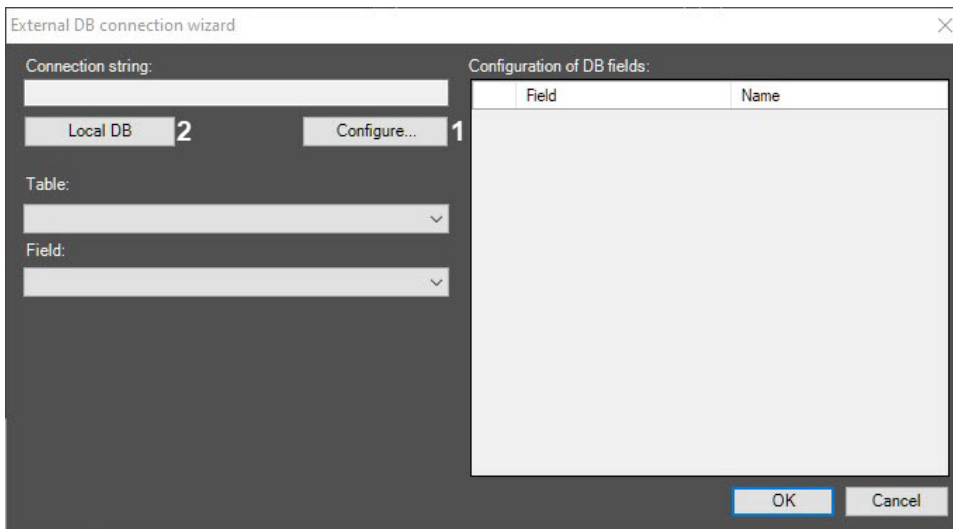 External DB connection wizard
Connection string:
Local DB 2 Configure... 1
Table:
Field:
Configuration of DB fields:
Field Name
OK Cancel